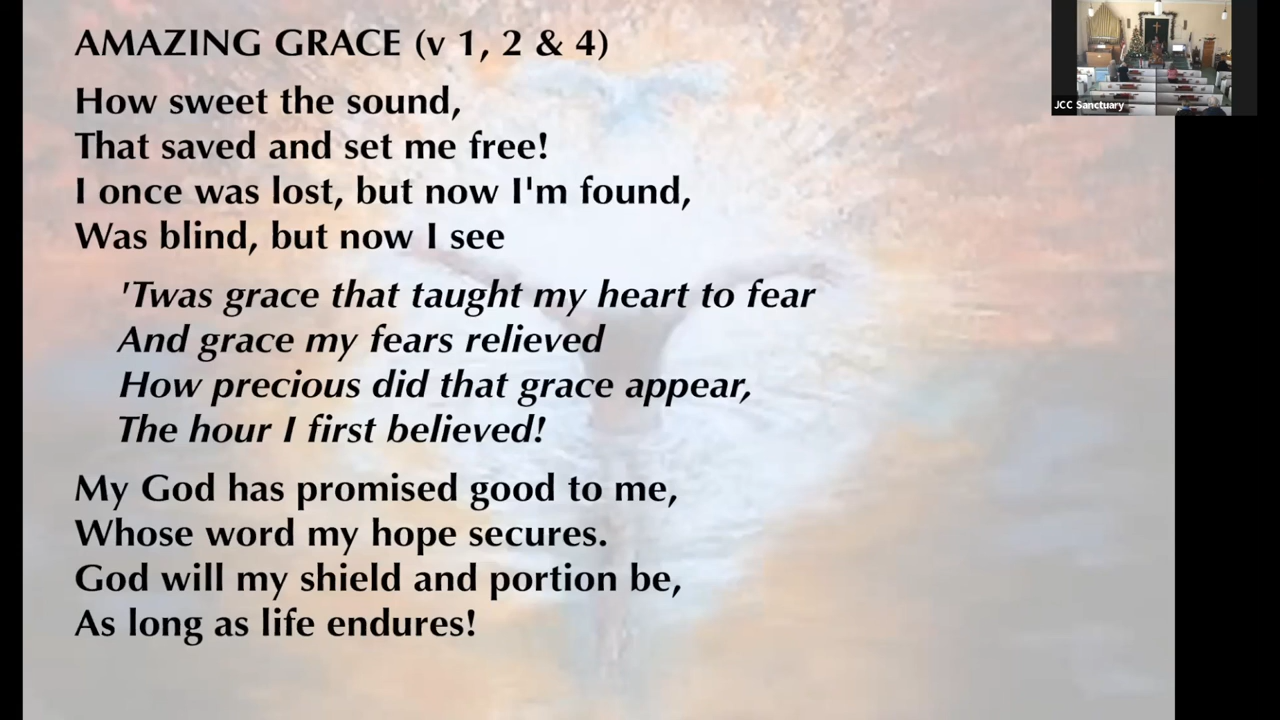 AMAZING GRACE (v 1, 2 & 4)
How sweet the sound,
That saved and set me free!
I once was lost, but now I'm found,
Was blind, but now I see
'Twas grace that taught my heart to fear
And grace my fears relieved
How precious did that grace appear,
The hour I first believed!
My God has promised good to me,
Whose word my hope secures.
God will my shield and portion be,
As long as life endures!
JCC Sanctuary